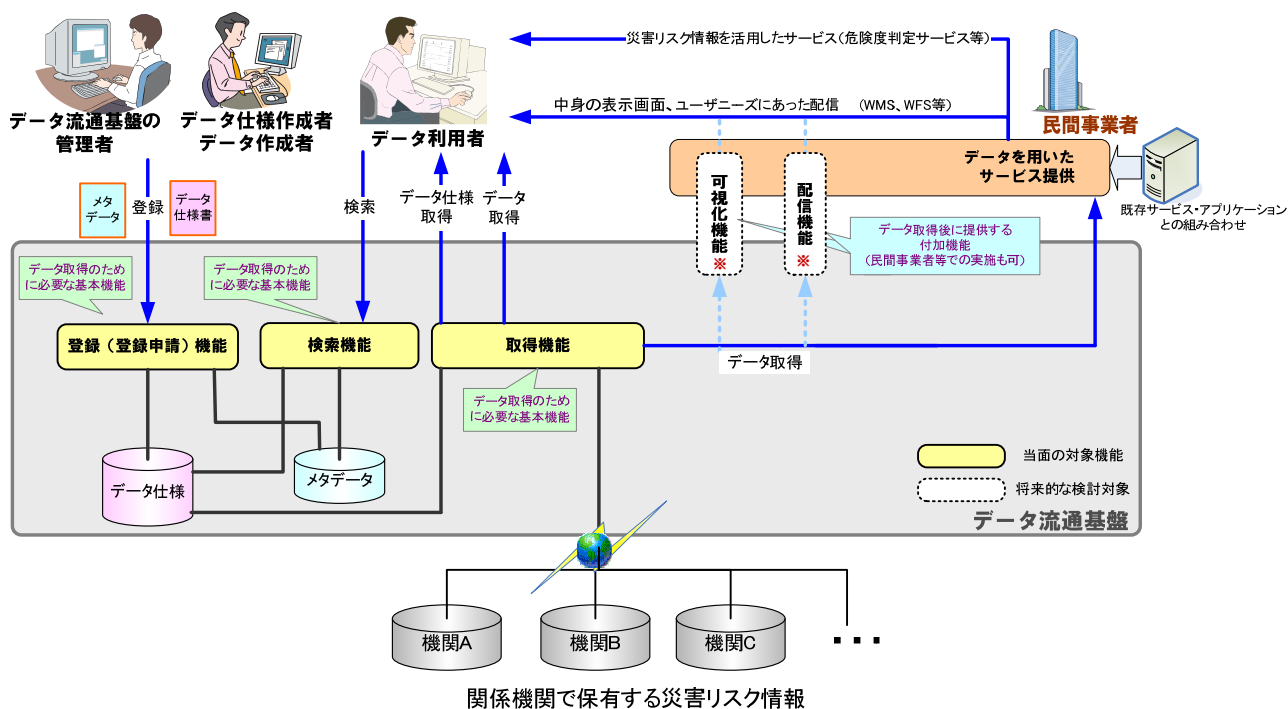 災害リスク情報を活用したサービス(危険度判定サービス等)
中身の表示画面、ユーザニーズにあった配信　(WMS、WFS等)
データ流通基盤の
管理者
データ仕様作成者
データ作成者
データ利用者
民間事業者
データを用いた
サービス提供
既存サービス・アプリケーション
との組み合わせ
メタ
データ
登録
データ
仕様書
検索
データ仕様
取得
データ
取得
可視化機能
※
配信機能
※
データ取得後に提供する
付加機能
(民間事業者等での実施も可)
データ取得のため
に必要な基本機能
データ取得のため
に必要な基本機能
登録（登録申請）機能
検索機能
取得機能
データ取得
データ取得のため
に必要な基本機能
データ仕様
メタデータ
当面の対象機能
将来的な検討対象
データ流通基盤
機関A
機関B
機関C
・・・
関係機関で保有する災害リスク情報